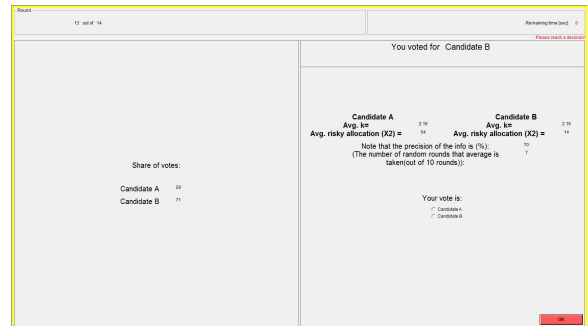 Round
13 out of 14
Remaining time [sec]: 0
Please reach a decision!
You voted for Candidate B
Candidate A Candidate B
Avg. k= 2.19 Avg. k= 2.19
Avg. risky allocation (X2) = 54 Avg. risky allocation (X2) = 14
Note that the precision of the info is (%): 70
(The number of random rounds that average is 7
taken(out of 10 rounds)):
Share of votes:
Candidate A 29
Candidate B 71
Your vote is:
Candidate A
Candidate B
OK